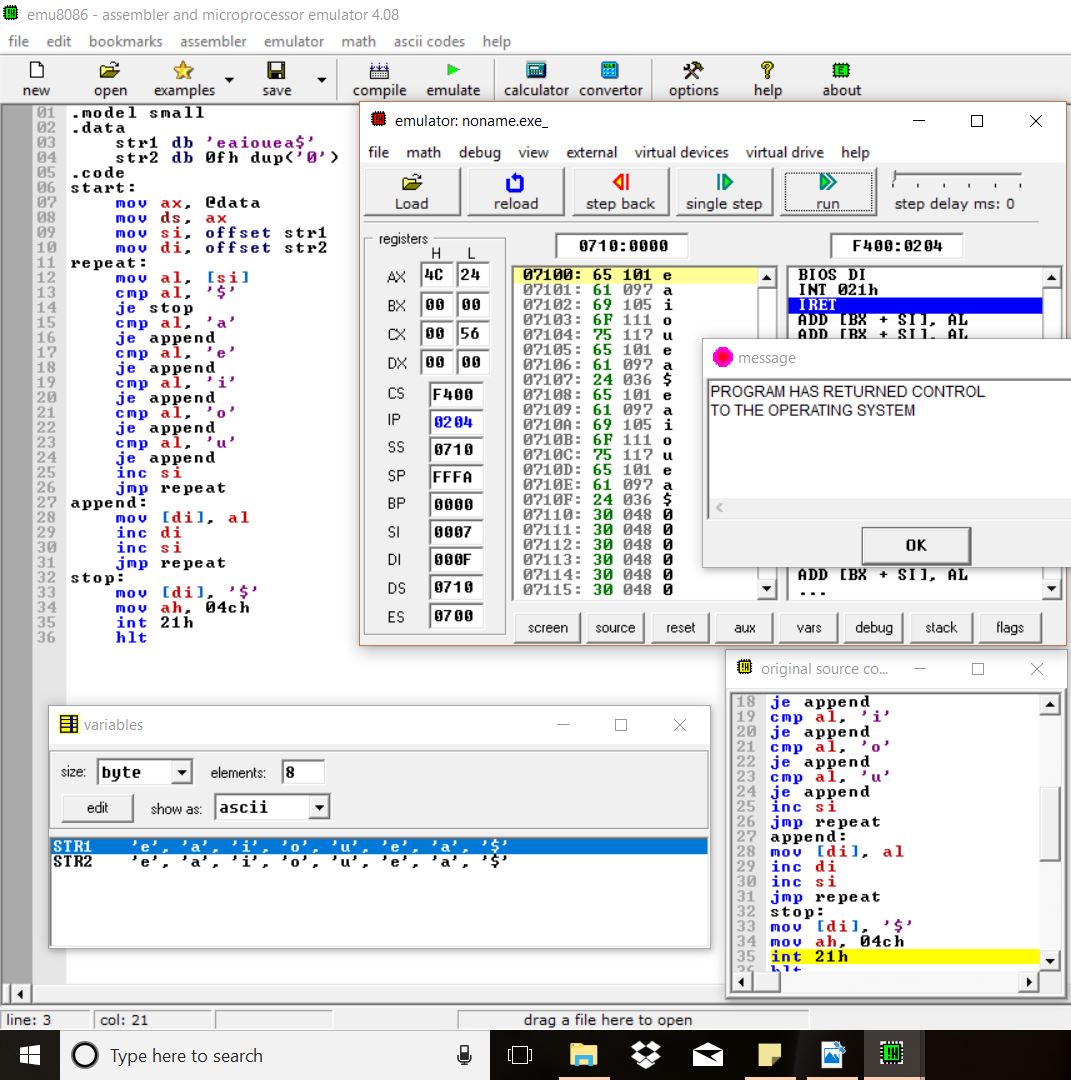 emu8086 - assembler and microprocessor emulator 4.08
file edit bookmarks assembler emulator math ascii codes help
new open examples save compile emulate calculator convertor options help about
01 .model small
02 .data
03 str1 db 'eaiouea$'
04 str2 db 0fh dup('0')
05 .code
06 start:
07 mov ax, @data
08 mov ds, ax
09 mov si, offset str1
10 mov di, offset str2
11 repeat:
12 mov al, [si]
13 cmp al, '$'
14 je stop
15 cmp al, 'a'
16 je append
17 cmp al, 'e'
18 je append
19 cmp al, 'i'
20 je append
21 cmp al, 'o'
22 je append
23 cmp al, 'u'
24 je append
25 inc si
26 jmp repeat
27 append:
28 mov [di], al
29 inc di
30 inc si
31 jmp repeat
32 stop:
33 mov [di], '$'
34 mov ah, 04ch
35 int 21h
36 hlt
emulator: noname.exe_
file math debug view external virtual devices virtual drive help
Load reload step back single step run step delay ms: 0
registers
H L
AX 4C 24
BX 00 00
CX 00 56
DX 00 00
CS F400
IP 0204
SS 0710
SP FFFA
BP 0000
SI 0007
DI 000F
DS 0710
ES 0700
0710:0000
07100: 65 101 e
07101: 61 097 a
07102: 69 105 i
07103: 6F 111 o
07104: 75 117 u
07105: 65 101 e
07106: 61 097 a
07107: 24 036 $
07108: 65 101 e
07109: 61 097 a
0710A: 69 105 i
0710B: 6F 111 o
0710C: 75 117 u
0710D: 65 101 e
0710E: 61 097 a
0710F: 24 036 $
07110: 30 048 0
07111: 30 048 0
07112: 30 048 0
07113: 30 048 0
07114: 30 048 0
07115: 30 048 0
F400:0204
BIOS DI
INT 021h
IRET
ADD [BX + SI], AL
ADD [BX + SI], AL
message
PROGRAM HAS RETURNED CONTROL
TO THE OPERATING SYSTEM
OK
ADD [BX + SI], AL
...
screen source reset aux vars debug stack flags
original source co...
18 je append
19 cmp al, 'i'
20 je append
21 cmp al, 'o'
22 je append
23 cmp al, 'u'
24 je append
25 inc si
26 jmp repeat
27 append:
28 mov [di], al
29 inc di
30 inc si
31 jmp repeat
32 stop:
33 mov [di], '$'
34 mov ah, 04ch
35 int 21h
36 hlt
variables
size: byte elements: 8
edit show as: ascii
STR1 'e', 'a', 'i', 'o', 'u', 'e', 'a', '$'
STR2 'e', 'a', 'i', 'o', 'u', 'e', 'a', '$'
line: 3 col: 21 drag a file here to open
Type here to search